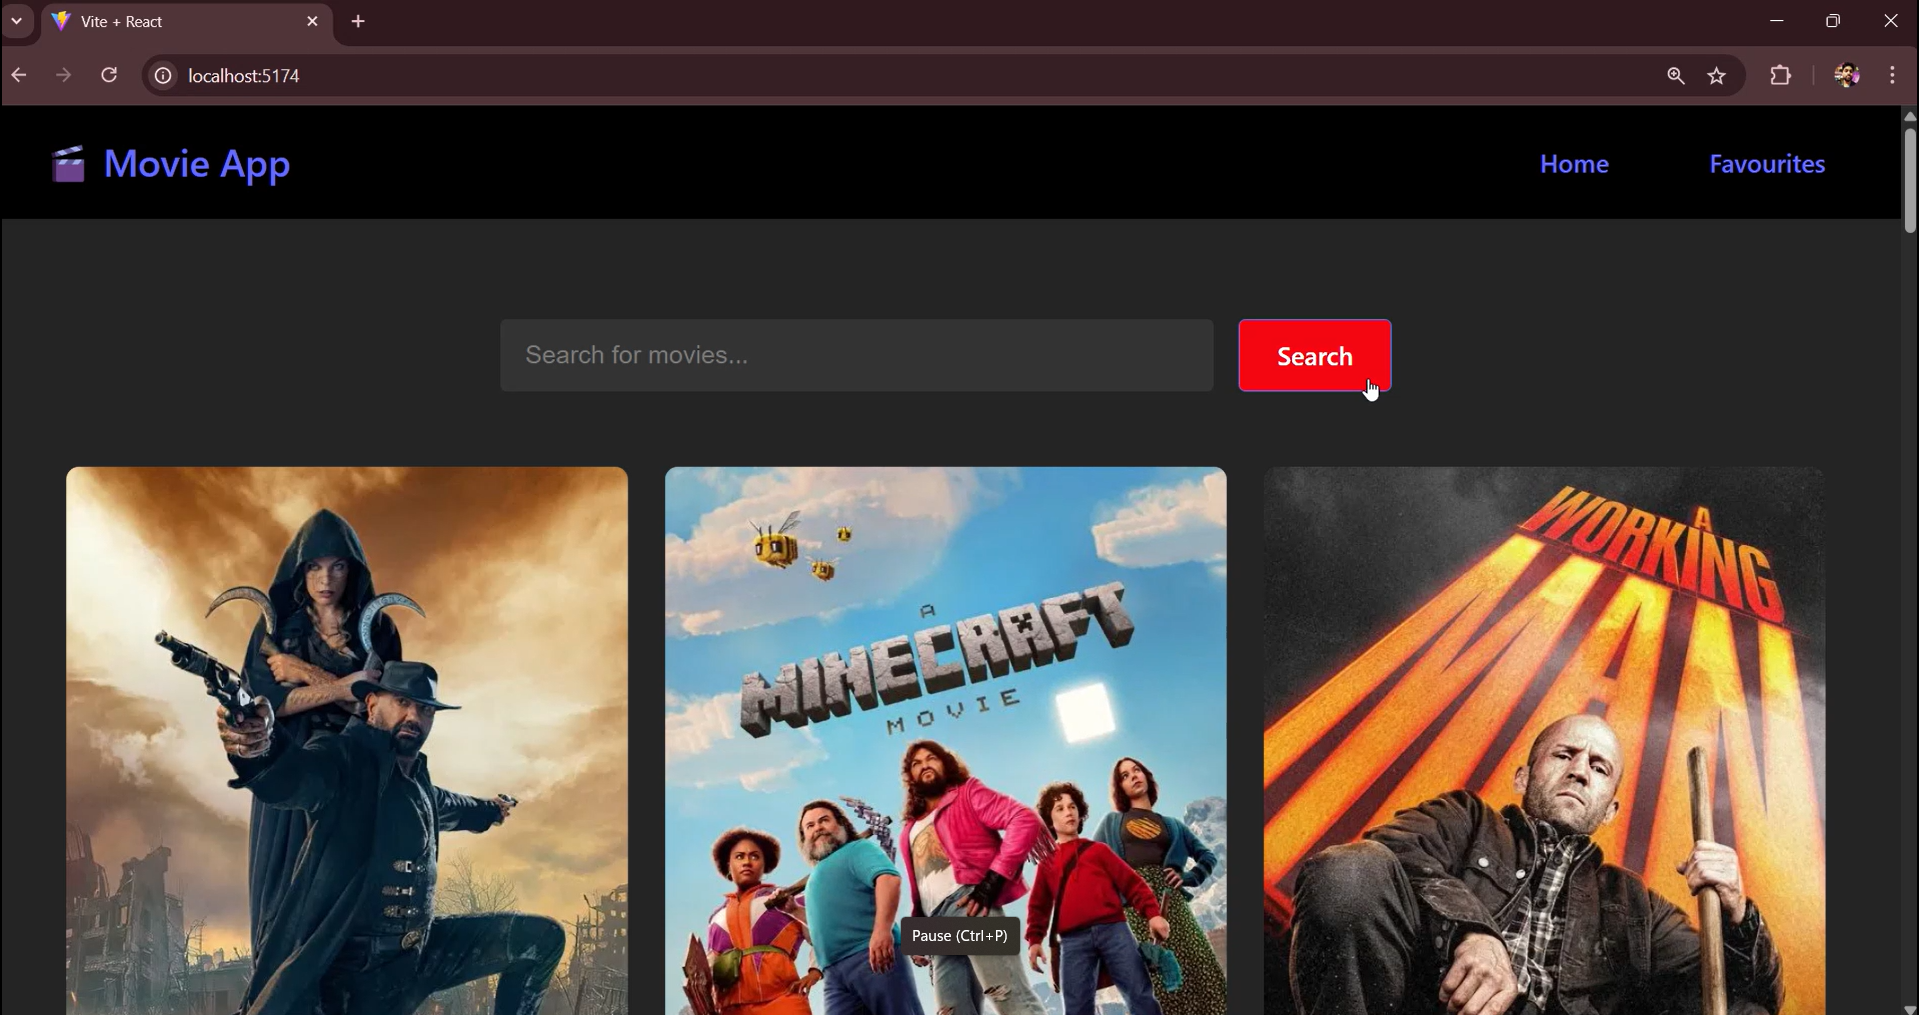 Vite + React
localhost:5174
Movie App
Home
Favourites
Search for movies...
Search
A
MINECRAFT
MOVIE
A
WORKING
MAN
Pause (Ctrl+P)